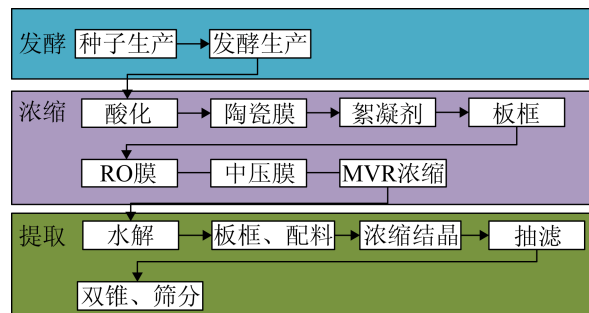 发酵 种子生产 发酵生产
浓缩 酸化 陶瓷膜 絮凝剂 板框
RO膜 中压膜 MVR浓缩
提取 水解 板框、配料 浓缩结晶 抽滤
双锥、筛分